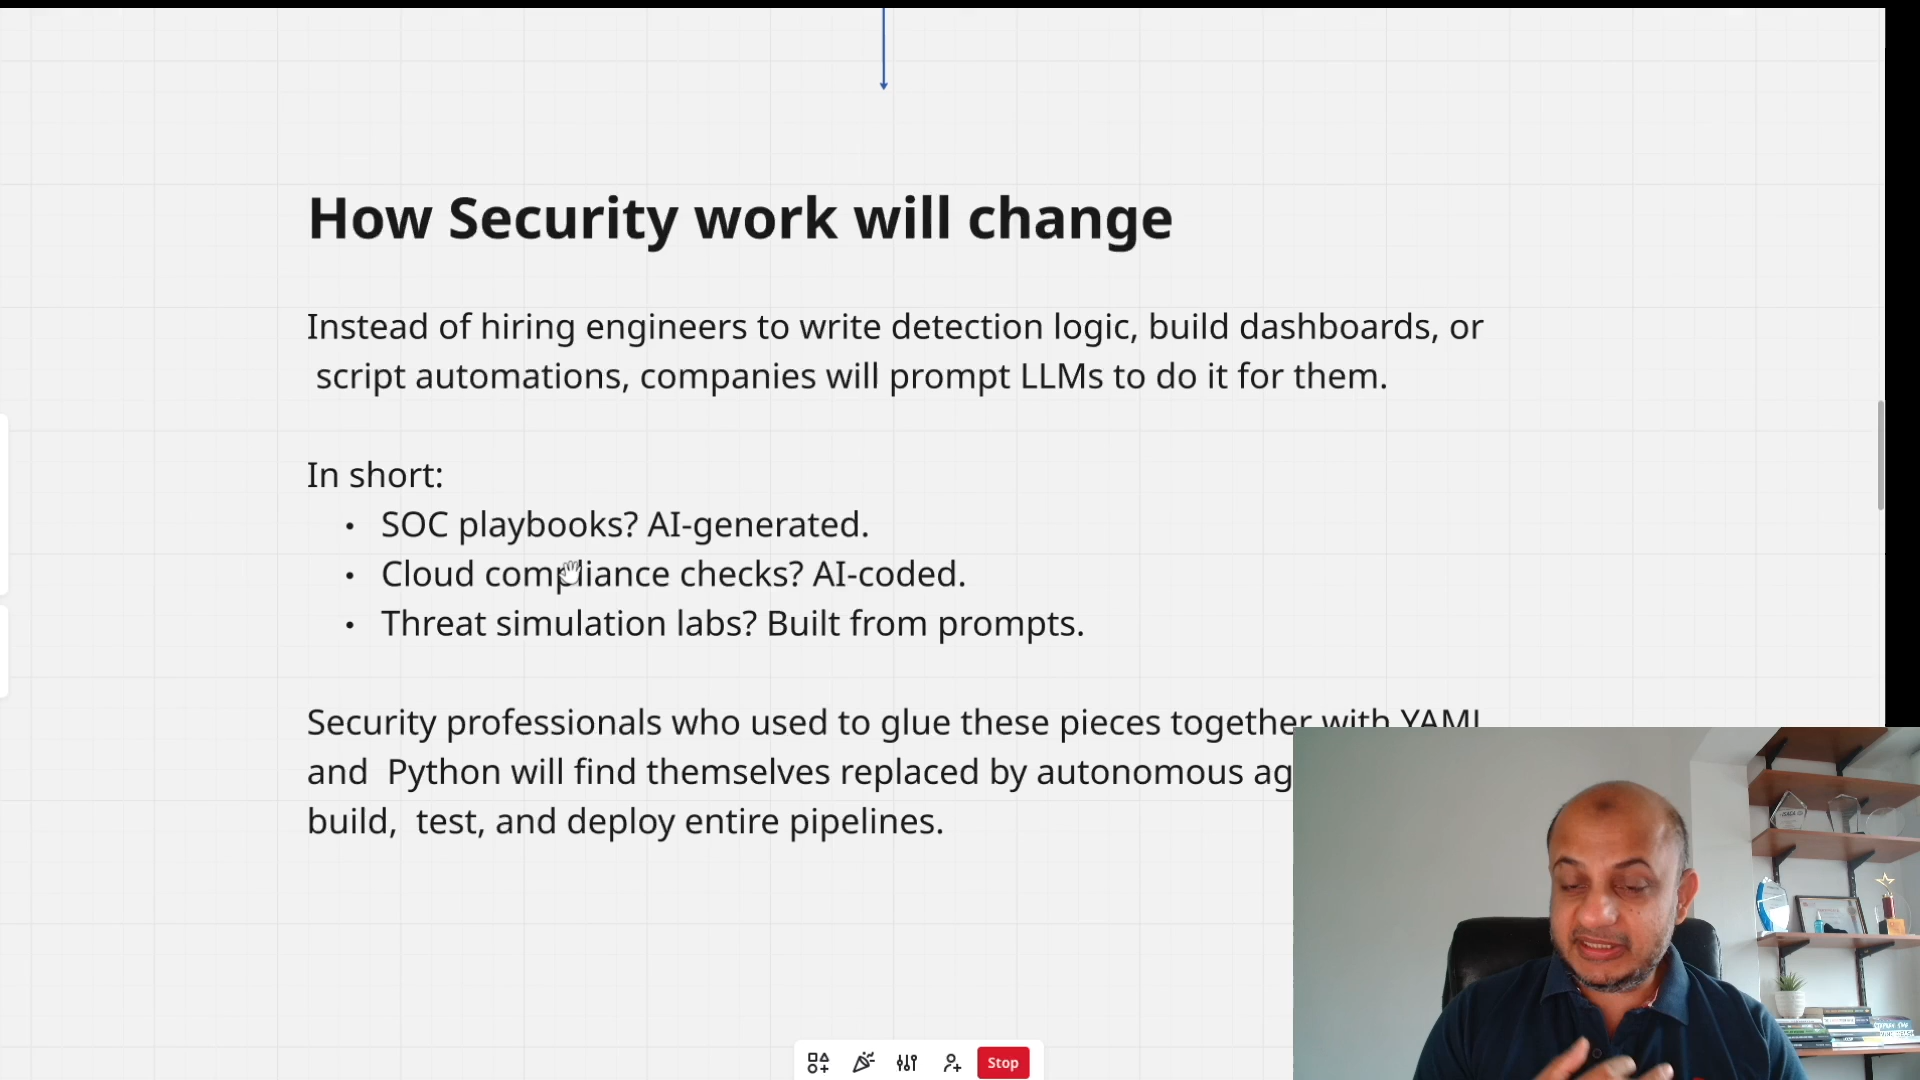 How Security work will change
Instead of hiring engineers to write detection logic, build dashboards, or
script automations, companies will prompt LLMs to do it for them.
In short:
• SOC playbooks? AI-generated.
• Cloud compliance checks? AI-coded.
• Threat simulation labs? Built from prompts.
Security professionals who used to glue these pieces together with YAML
and Python will find themselves replaced by autonomous
build, test, and deploy entire pipelines.
Stop